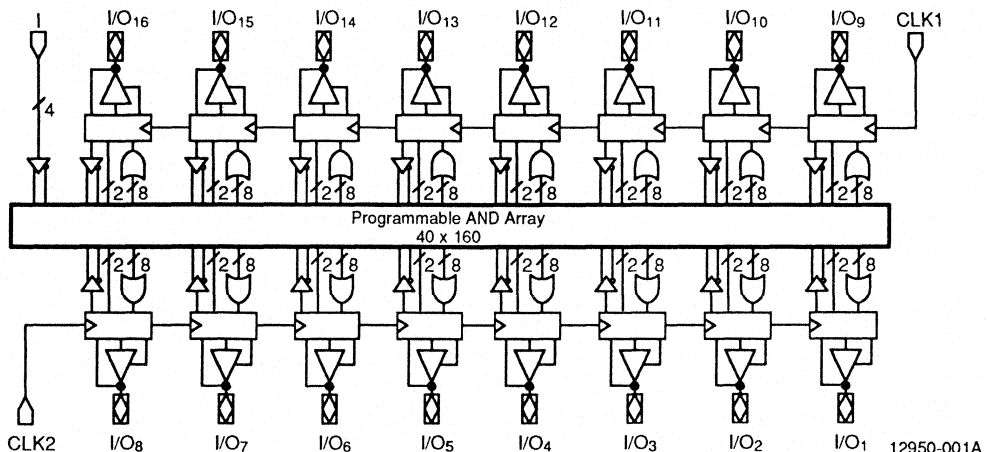 I I/O16 I/O15 I/O14 I/O13 I/O12 I/O11 I/O10 I/O9 CLK1
4
2 8 2 8 2 8 2 8 2 8 2 8 2 8 2 8
Programmable AND Array
40 x 160
2 8 2 8 2 8 2 8 2 8 2 8 2 8 2 8
CLK2 I/O8 I/O7 I/O6 I/O5 I/O4 I/O3 I/O2 I/O1 12950-001A